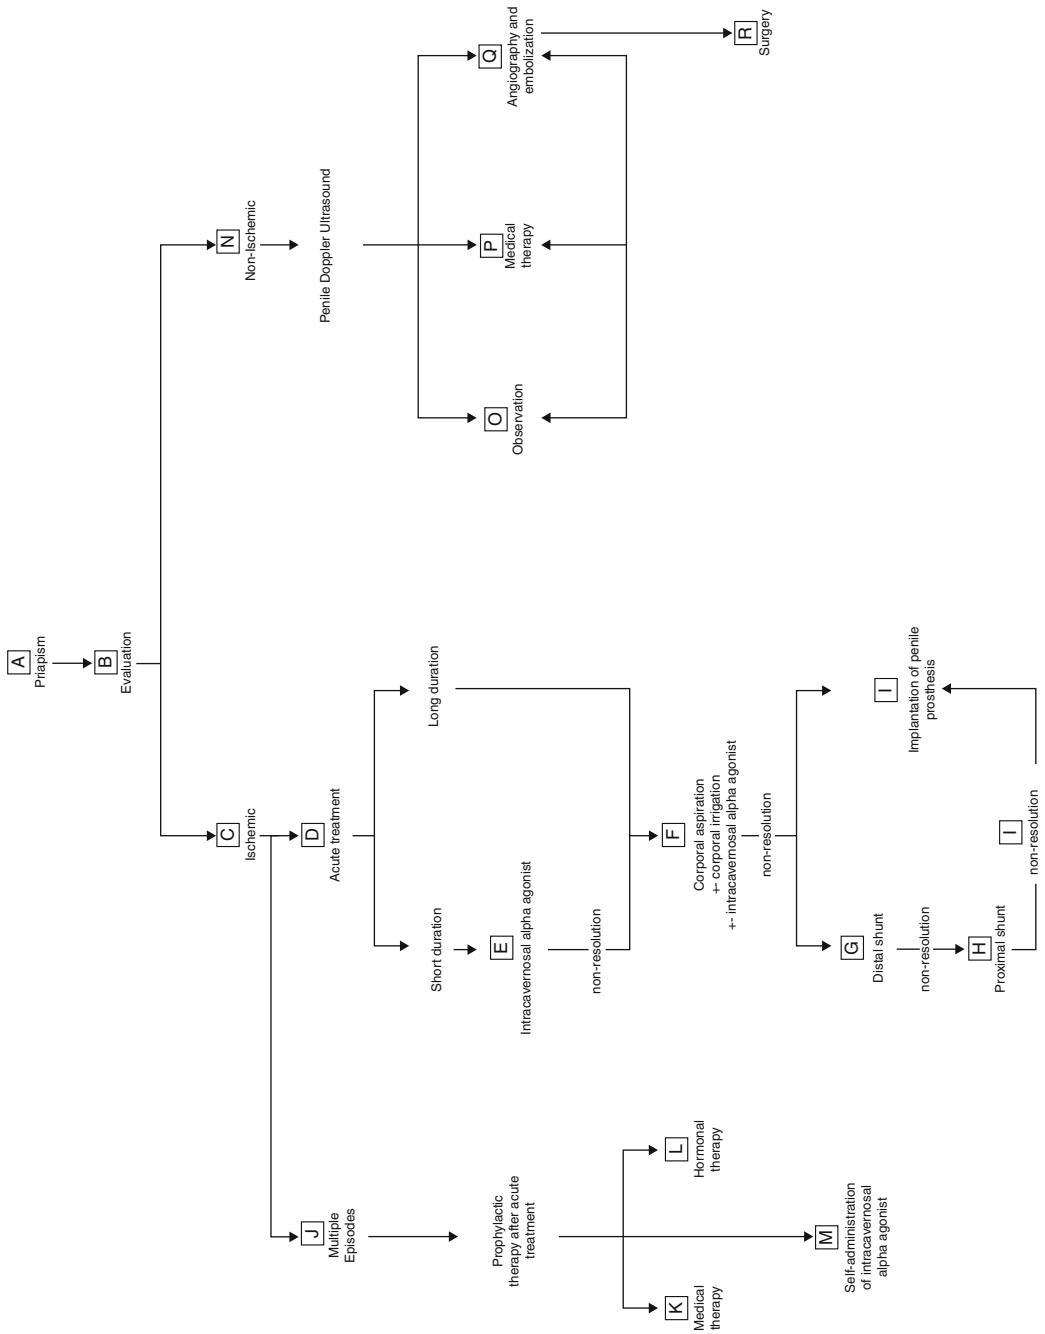 A
Priapism
B
Evaluation
C
Ischemic
N
Non-Ischemic
J
Multiple
Episodes
D
Acute treatment
Penile Doppler Ultrasound
Prophylactic
therapy after acute
treatment
Short duration
Long duration
E
Intracavernosal alpha agonist
non-resolution
O
Observation
P
Medical
therapy
Q
Angiography and
embolization
R
Surgery
K
Medical
therapy
L
Hormonal
therapy
M
Self-administration
of intracavernosal
alpha agonist
F
Corporal aspiration
+- corporal irrigation
+- intracavernosal alpha agonist
non-resolution
G
Distal shunt
non-resolution
H
Proximal shunt
I
non-resolution
I
Implantation of penile
prosthesis